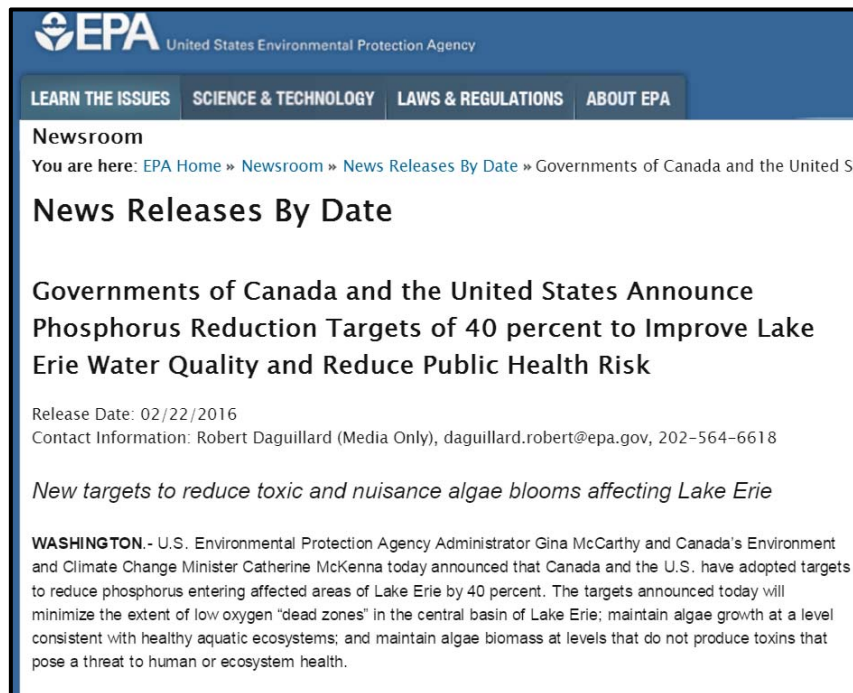 EPA United States Environmental Protection Agency
LEARN THE ISSUES SCIENCE & TECHNOLOGY LAWS & REGULATIONS ABOUT EPA
Newsroom
You are here: EPA Home » Newsroom » News Releases By Date » Governments of Canada and the United S
News Releases By Date
Governments of Canada and the United States Announce
Phosphorus Reduction Targets of 40 percent to Improve Lake
Erie Water Quality and Reduce Public Health Risk
Release Date: 02/22/2016
Contact Information: Robert Daguillard (Media Only), daguillard.robert@epa.gov, 202-564-6618
New targets to reduce toxic and nuisance algae blooms affecting Lake Erie
WASHINGTON.- U.S. Environmental Protection Agency Administrator Gina McCarthy and Canada's Environment
and Climate Change Minister Catherine McKenna today announced that Canada and the U.S. have adopted targets
to reduce phosphorus entering affected areas of Lake Erie by 40 percent. The targets announced today will
minimize the extent of low oxygen “dead zones” in the central basin of Lake Erie; maintain algae growth at a level
consistent with healthy aquatic ecosystems; and maintain algae biomass at levels that do not produce toxins that
pose a threat to human or ecosystem health.